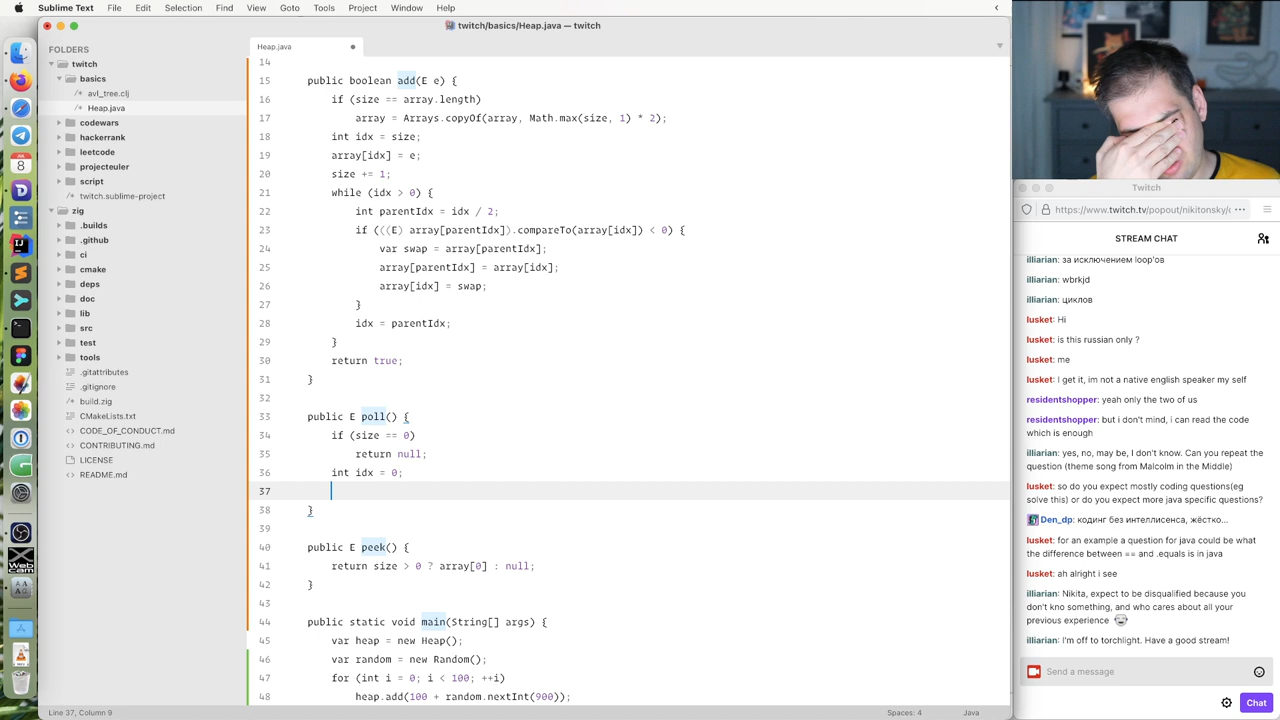 Sublime Text File Edit Selection Find View Goto Tools Project Window Help
twitch/basics/Heap.java — twitch
FOLDERS
twitch
basics
avl_tree.clj
Heap.java
codewars
hackerrank
leetcode
projecteuler
script
twitch.sublime-project
zig
.builds
.github
ci
cmake
deps
doc
lib
src
test
tools
.gitattributes
.gitignore
build.zig
CMakeLists.txt
CODE_OF_CONDUCT.md
CONTRIBUTING.md
LICENSE
README.md
Heap.java
14
15 public boolean add(E e) {
16 if (size == array.length)
17 array = Arrays.copyOf(array, Math.max(size, 1) * 2);
18 int idx = size;
19 array[idx] = e;
20 size += 1;
21 while (idx > 0) {
22 int parentIdx = idx / 2;
23 if (((E) array[parentIdx]).compareTo(array[idx]) < 0) {
24 var swap = array[parentIdx];
25 array[parentIdx] = array[idx];
26 array[idx] = swap;
27 }
28 idx = parentIdx;
29 }
30 return true;
31 }
32
33 public E poll() {
34 if (size == 0)
35 return null;
36 int idx = 0;
37
38 }
39
40 public E peek() {
41 return size > 0 ? array[0] : null;
42 }
43
44 public static void main(String[] args) {
45 var heap = new Heap();
46 var random = new Random();
47 for (int i = 0; i < 100; ++i)
48 heap.add(100 + random.nextInt(900));
Line 37, Column 9
Spaces: 4 Java
Twitch
https://www.twitch.tv/popout/nikitonsky/
STREAM CHAT
illiarian: за исключением loop'ов
illiarian: wbrkjd
illiarian: циклов
lusket: Hi
lusket: is this russian only ?
lusket: me
lusket: I get it, im not a native english speaker my self
residentshopper: yeah only the two of us
residentshopper: but i don't mind, i can read the code
which is enough
illiarian: yes, no, may be, I don't know. Can you repeat the
question (theme song from Malcolm in the Middle)
lusket: so do you expect mostly coding questions(eg
solve this) or do you expect more java specific questions?
Den_dp: кодинг без интеллисенса, жёстко...
lusket: for an example a question for java could be what
the difference between == and .equals is in java
lusket: ah alright i see
illiarian: Nikita, expect to be disqualified because you
don't kno something, and who cares about all your
previous experience
illiarian: I'm off to torchlight. Have a good stream!
Send a message
Chat